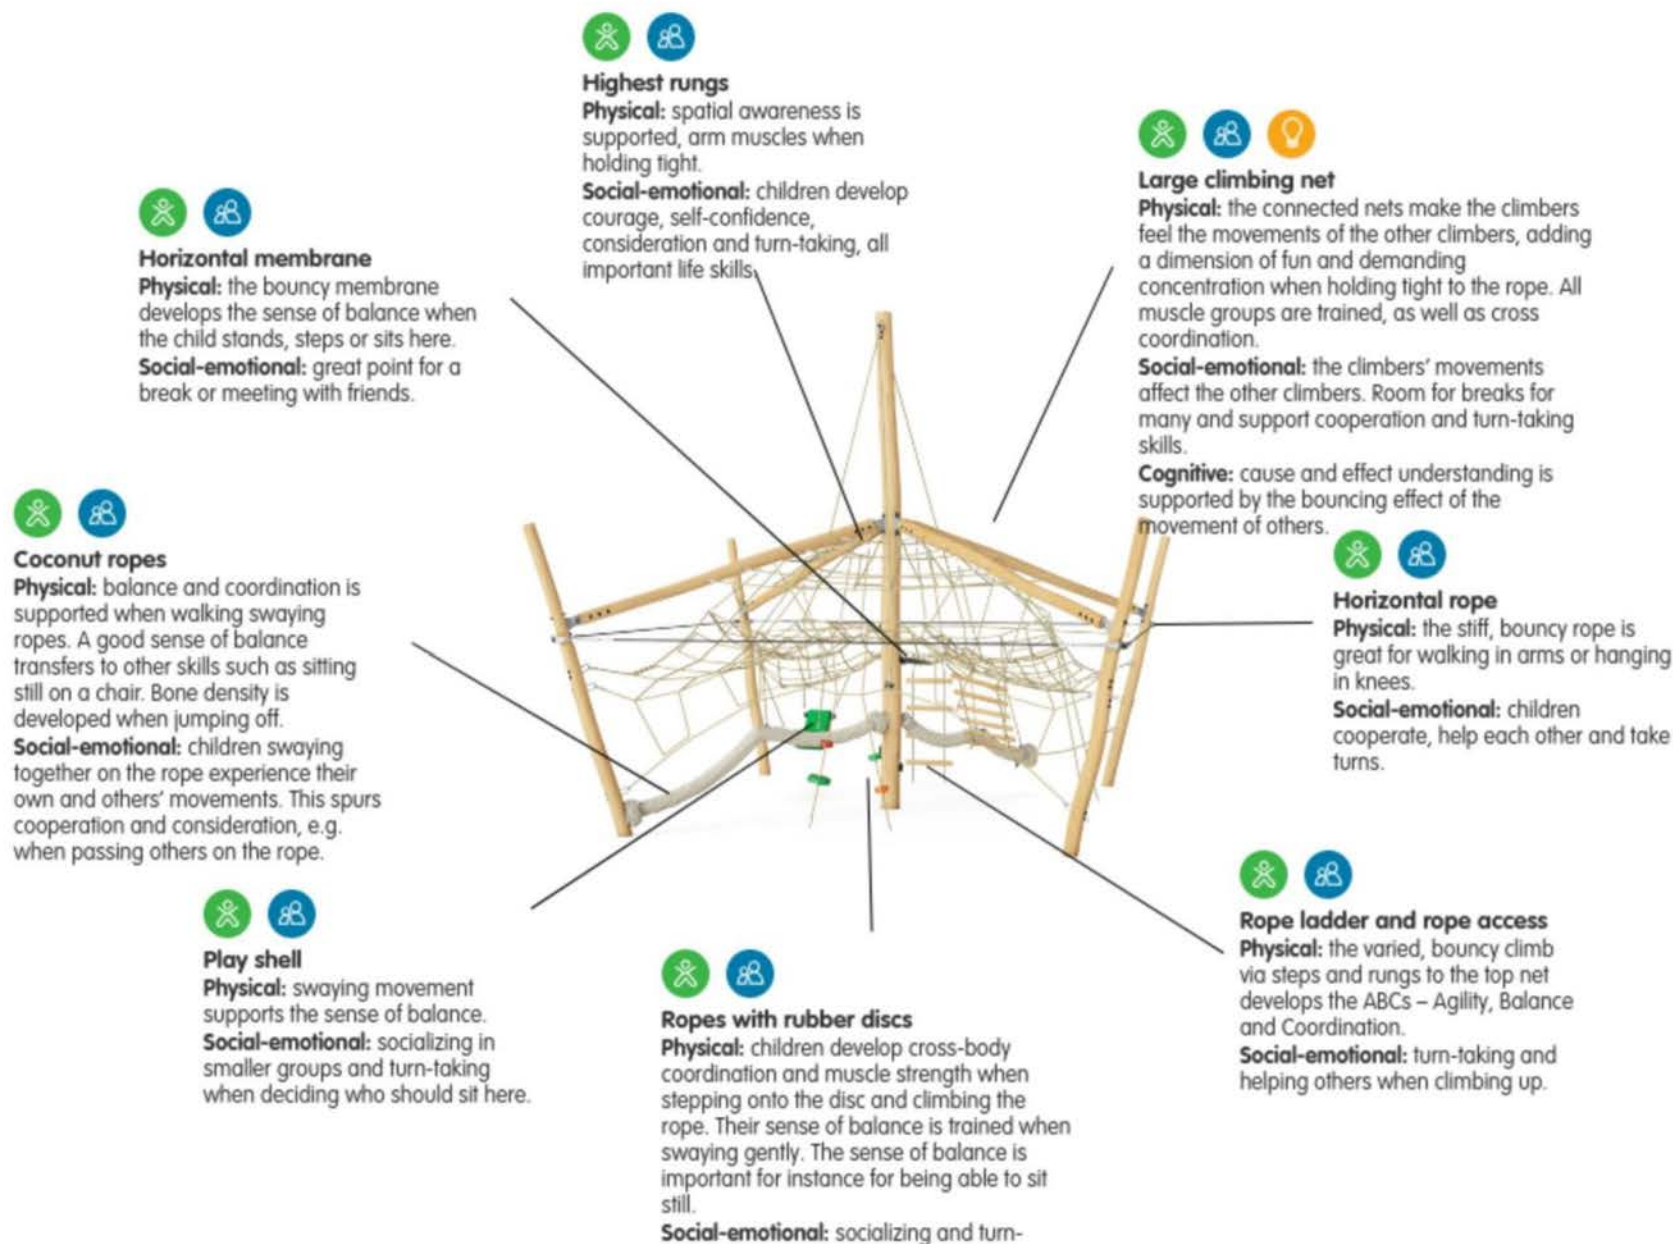 Highest rungs
Physical: spatial awareness is
supported, arm muscles when
holding tight.
Social-emotional: children develop
courage, self-confidence,
consideration and turn-taking, all
important life skills.
Large climbing net
Physical: the connected nets make the climbers
feel the movements of the other climbers, adding
a dimension of fun and demanding
concentration when holding tight to the rope. All
muscle groups are trained, as well as cross
coordination.
Social-emotional: the climbers' movements
affect the other climbers. Room for breaks for
many and support cooperation and turn-taking
skills.
Cognitive: cause and effect understanding is
supported by the bouncing effect of the
movement of others.
Horizontal membrane
Physical: the bouncy membrane
develops the sense of balance when
the child stands, steps or sits here.
Social-emotional: great point for a
break or meeting with friends.
Coconut ropes
Physical: balance and coordination is
supported when walking swaying
ropes. A good sense of balance
transfers to other skills such as sitting
still on a chair. Bone density is
developed when jumping off.
Social-emotional: children swaying
together on the rope experience their
own and others' movements. This spurs
cooperation and consideration, e.g.
when passing others on the rope.
Horizontal rope
Physical: the stiff, bouncy rope is
great for walking in arms or hanging
in knees.
Social-emotional: children
cooperate, help each other and take
turns.
Play shell
Physical: swaying movement
supports the sense of balance.
Social-emotional: socializing in
smaller groups and turn-taking
when deciding who should sit here.
Ropes with rubber discs
Physical: children develop cross-body
coordination and muscle strength when
stepping onto the disc and climbing the
rope. Their sense of balance is trained when
swaying gently. The sense of balance is
important for instance for being able to sit
still.
Social-emotional: socializing and turn-
Rope ladder and rope access
Physical: the varied, bouncy climb
via steps and rungs to the top net
develops the ABCs – Agility, Balance
and Coordination.
Social-emotional: turn-taking and
helping others when climbing up.